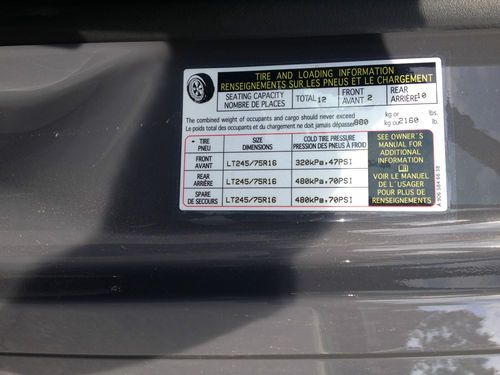 TIRE AND LOADING INFORMATION
RENSEIGNEMENTS SUR LES PNEUS ET LE CHARGEMENT
SEATING CAPACITY
NOMBRE DE PLACES
TOTAL 12
FRONT
AVANT 2
REAR
ARRIÈRE 10
The combined weight of occupants and cargo should never exceed
Le poids total des occupants et du chargement ne doit jamais dépasser
980
kg or
kg ou
2160
lbs.
lb.
TIRE
PNEU
SIZE
DIMENSIONS
COLD TIRE PRESSURE
PRESSION DES PNEUS À FROID
FRONT
AVANT
LT245/75R16
320kPa,47PSI
REAR
ARRIÈRE
LT245/75R16
480kPa,70PSI
SPARE
DE SECOURS
LT245/75R16
480kPa,70PSI
SEE OWNER'S
MANUAL FOR
ADDITIONAL
INFORMATION
VOIR LE MANUEL
DE L'USAGER
POUR PLUS DE
RENSEIGNEMENTS
A 906 584 66 38